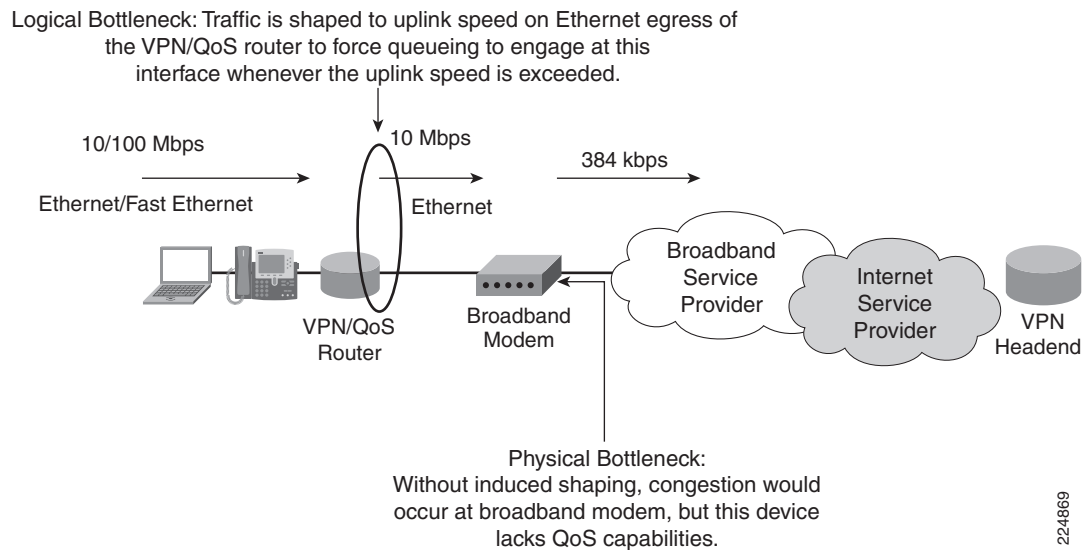 Logical Bottleneck: Traffic is shaped to uplink speed on Ethernet egress of
the VPN/QoS router to force queueing to engage at this
interface whenever the uplink speed is exceeded.
10/100 Mbps
10 Mbps
384 kbps
Ethernet/Fast Ethernet
Ethernet
Broadband
Service
Provider
Internet
Service
Provider
VPN/QoS
Router
Broadband
Modem
VPN
Headend
Physical Bottleneck:
Without induced shaping, congestion would
occur at broadband modem, but this device
lacks QoS capabilities.
224869